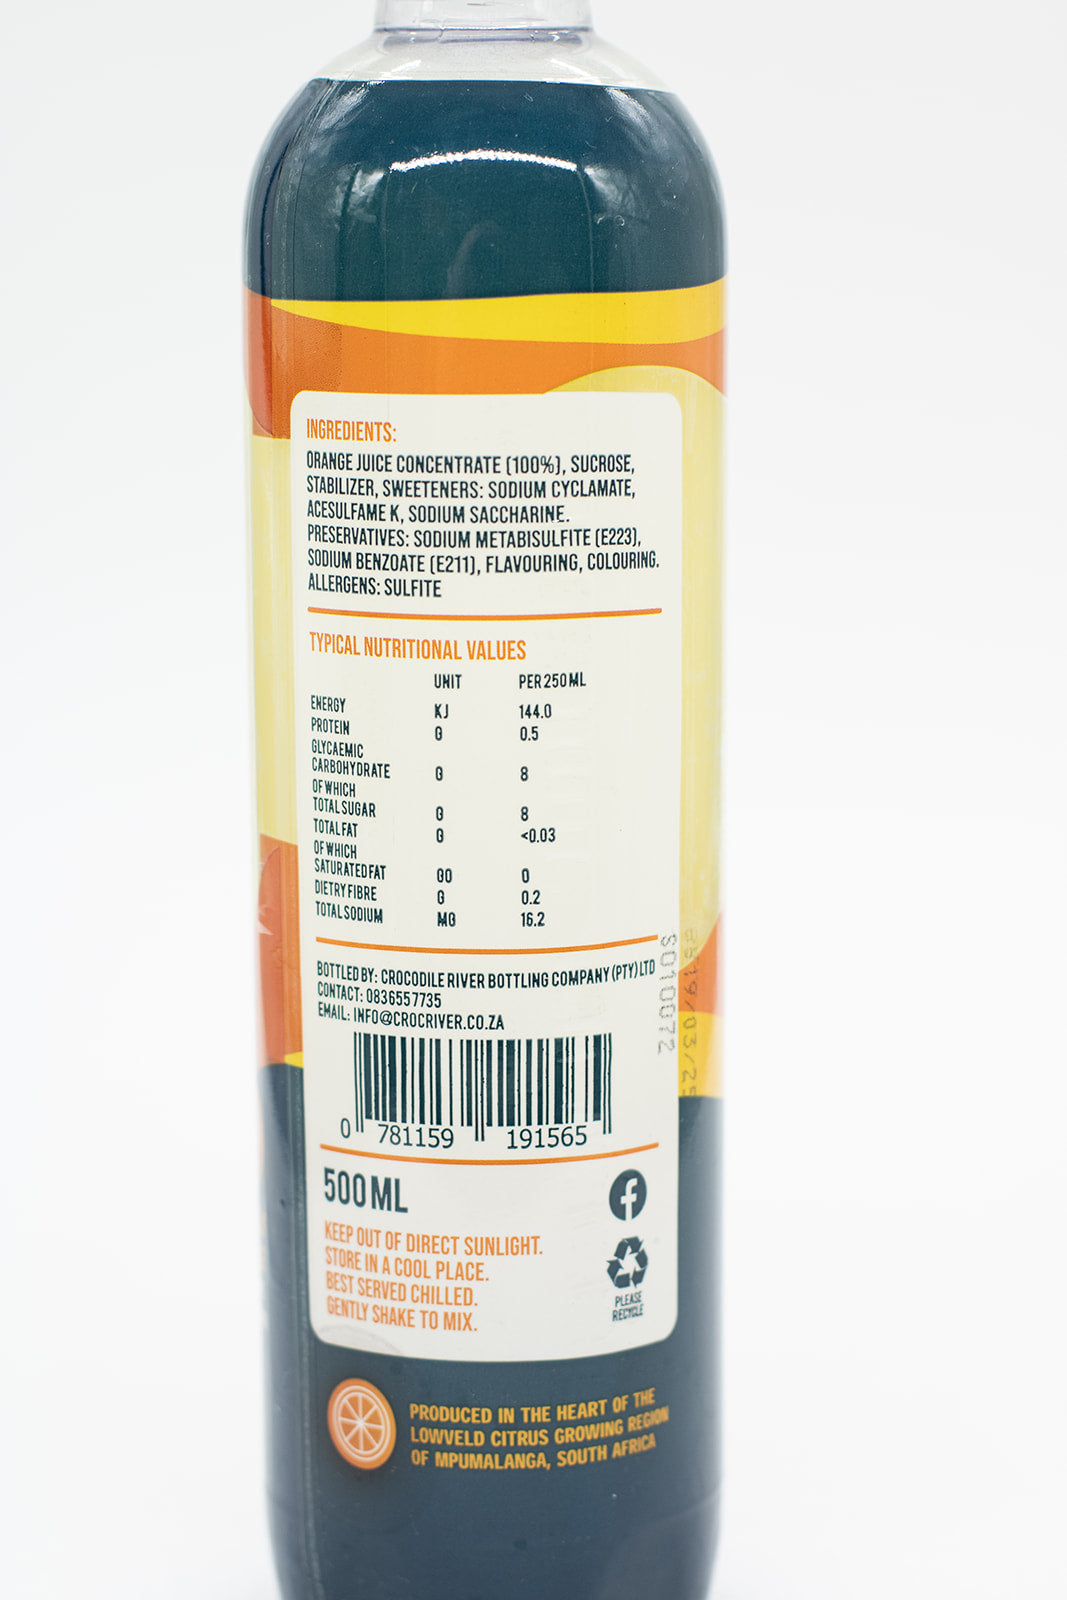 INGREDIENTS:
ORANGE JUICE CONCENTRATE (100%), SUCROSE,
STABILIZER, SWEETENERS: SODIUM CYCLAMATE,
ACESULFAME K, SODIUM SACCHARINE.
PRESERVATIVES: SODIUM METABISULFITE (E223),
SODIUM BENZOATE (E211), FLAVOURING, COLOURING.
ALLERGENS: SULFITE
TYPICAL NUTRITIONAL VALUES
UNIT PER 250 ML
ENERGY KJ 144.0
PROTEIN G 0.5
GLYCAEMIC
CARBOHYDRATE G 8
OF WHICH
TOTAL SUGAR G 8
TOTAL FAT G <0.03
OF WHICH
SATURATED FAT GO 0
DIETRY FIBRE G 0.2
TOTAL SODIUM MG 16.2
BOTTLED BY: CROCODILE RIVER BOTTLING COMPANY (PTY) LTD
CONTACT: 0836557735
EMAIL: INFO@CROCRIVER.CO.ZA
0 781159 191565
500 ML
KEEP OUT OF DIRECT SUNLIGHT.
STORE IN A COOL PLACE.
BEST SERVED CHILLED.
GENTLY SHAKE TO MIX.
PLEASE
RECYCLE
PRODUCED IN THE HEART OF THE
LOWVELD CITRUS GROWING REGION
OF MPUMALANGA, SOUTH AFRICA